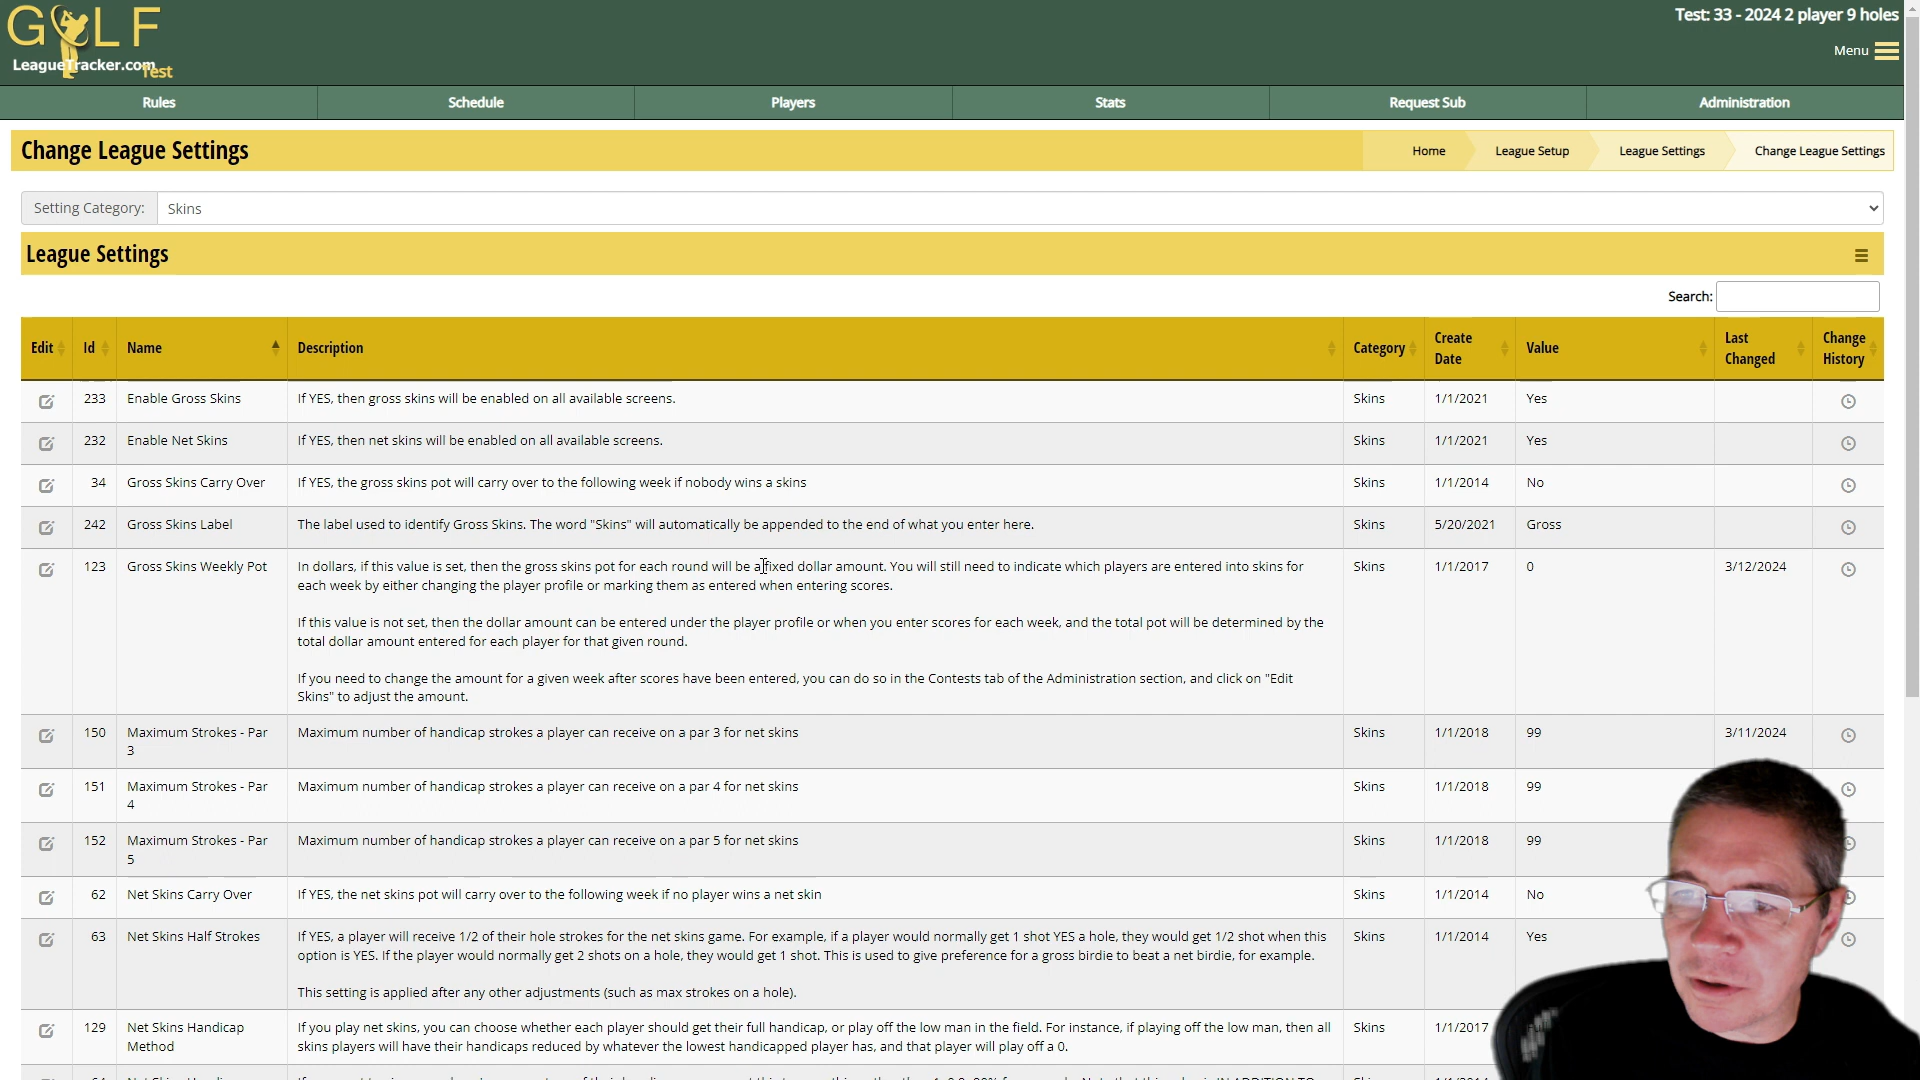 GOLF
LeagueTracker.com
Test
Test: 33 - 2024 2 player 9 holes
Menu
Rules
Schedule
Players
Stats
Request Sub
Administration
Change League Settings
Home
League Setup
League Settings
Change League Settings
Setting Category:
Skins
League Settings
Search:
Edit
Id
Name
Description
Category
Create
Date
Value
Last
Changed
Change
History
233
Enable Gross Skins
If YES, then gross skins will be enabled on all available screens.
Skins
1/1/2021
Yes
232
Enable Net Skins
If YES, then net skins will be enabled on all available screens.
Skins
1/1/2021
Yes
34
Gross Skins Carry Over
If YES, the gross skins pot will carry over to the following week if nobody wins a skins
Skins
1/1/2014
No
242
Gross Skins Label
The label used to identify Gross Skins. The word "Skins" will automatically be appended to the end of what you enter here.
Skins
5/20/2021
Gross
123
Gross Skins Weekly Pot
In dollars, if this value is set, then the gross skins pot for each round will be a fixed dollar amount. You will still need to indicate which players are entered into skins for
each week by either changing the player profile or marking them as entered when entering scores.
If this value is not set, then the dollar amount can be entered under the player profile or when you enter scores for each week, and the total pot will be determined by the
total dollar amount entered for each player for that given round.
If you need to change the amount for a given week after scores have been entered, you can do so in the Contests tab of the Administration section, and click on "Edit
Skins" to adjust the amount.
Skins
1/1/2017
0
3/12/2024
150
Maximum Strokes - Par
3
Maximum number of handicap strokes a player can receive on a par 3 for net skins
Skins
1/1/2018
99
3/11/2024
151
Maximum Strokes - Par
4
Maximum number of handicap strokes a player can receive on a par 4 for net skins
Skins
1/1/2018
99
152
Maximum Strokes - Par
5
Maximum number of handicap strokes a player can receive on a par 5 for net skins
Skins
1/1/2018
99
62
Net Skins Carry Over
If YES, the net skins pot will carry over to the following week if no player wins a net skin
Skins
1/1/2014
No
63
Net Skins Half Strokes
If YES, a player will receive 1/2 of their hole strokes for the net skins game. For example, if a player would normally get 1 shot YES a hole, they would get 1/2 shot when this
option is YES. If the player would normally get 2 shots on a hole, they would get 1 shot. This is used to give preference for a gross birdie to beat a net birdie, for example.
This setting is applied after any other adjustments (such as max strokes on a hole).
Skins
1/1/2014
Yes
129
Net Skins Handicap
Method
If you play net skins, you can choose whether each player should get their full handicap, or play off the low man in the field. For instance, if playing off the low man, then all
skins players will have their handicaps reduced by whatever the lowest handicapped player has, and that player will play off a 0.
Skins
1/1/2017